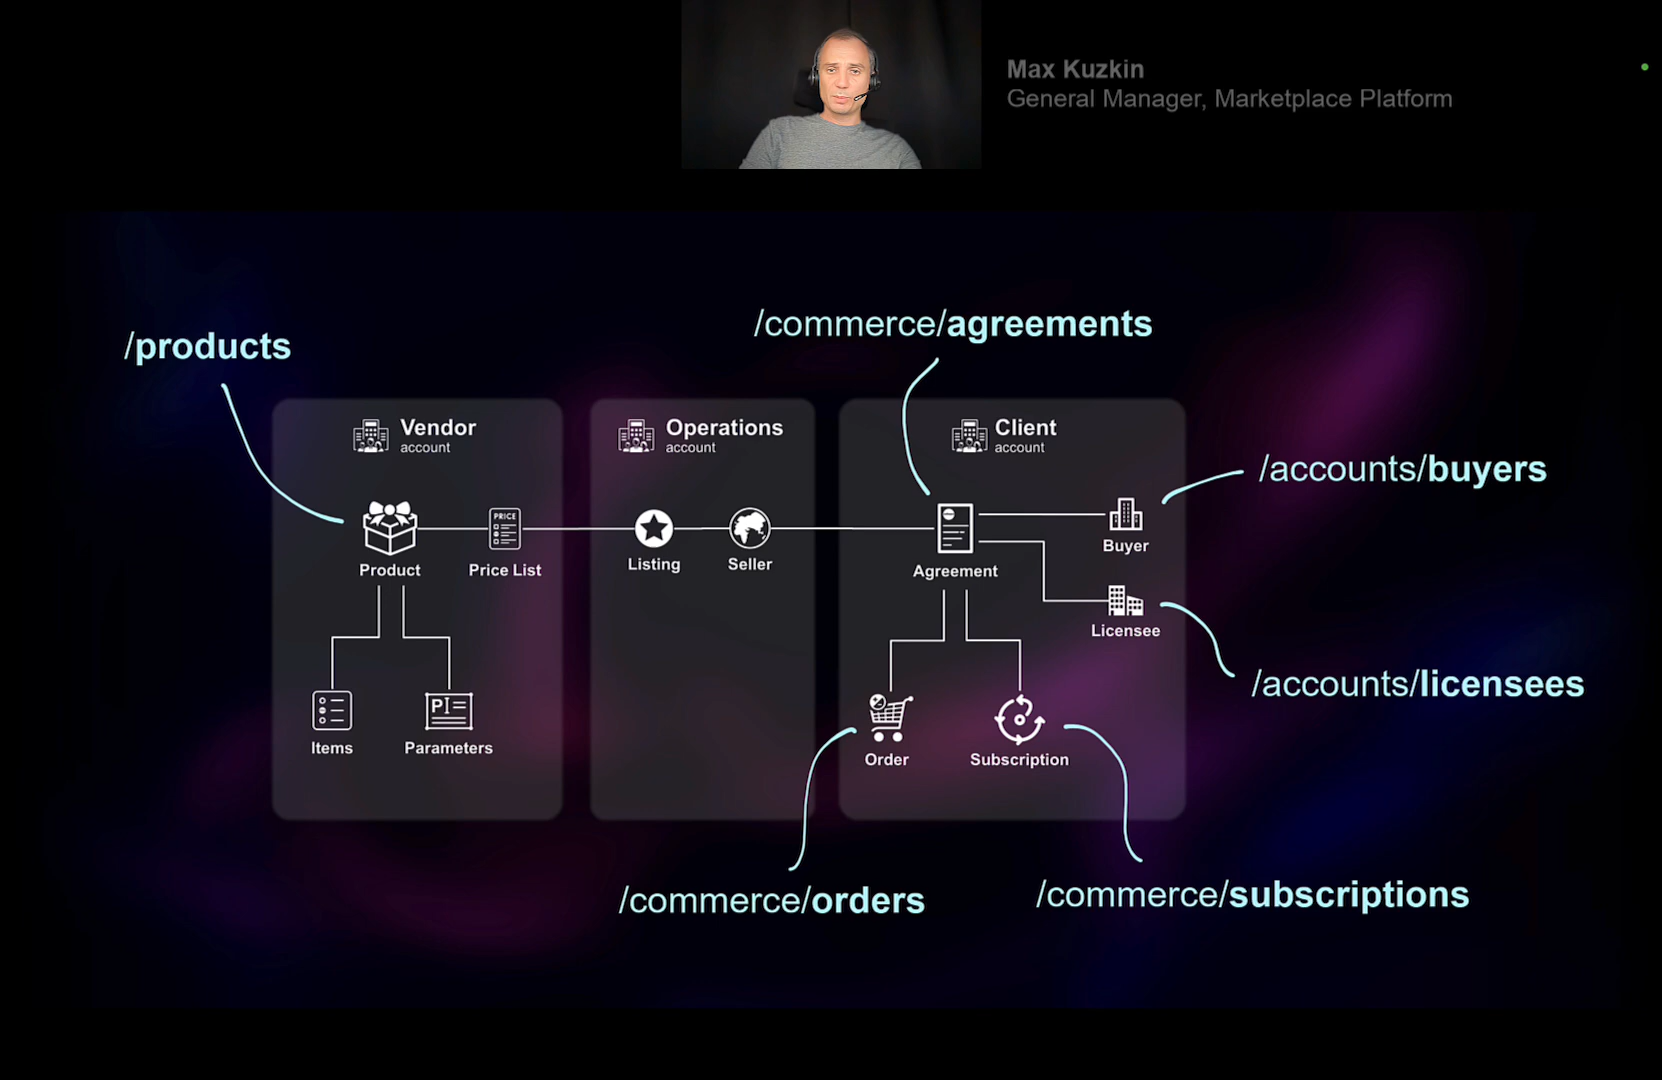 Max Kuzkin
General Manager, Marketplace Platform
/products
/commerce/agreements
Vendor
account
Operations
account
Client
account
/accounts/buyers
PRICE
Product
Price List
Listing
Seller
Agreement
Buyer
Licensee
/accounts/licensees
P
Items
Parameters
Order
Subscription
/commerce/orders
/commerce/subscriptions